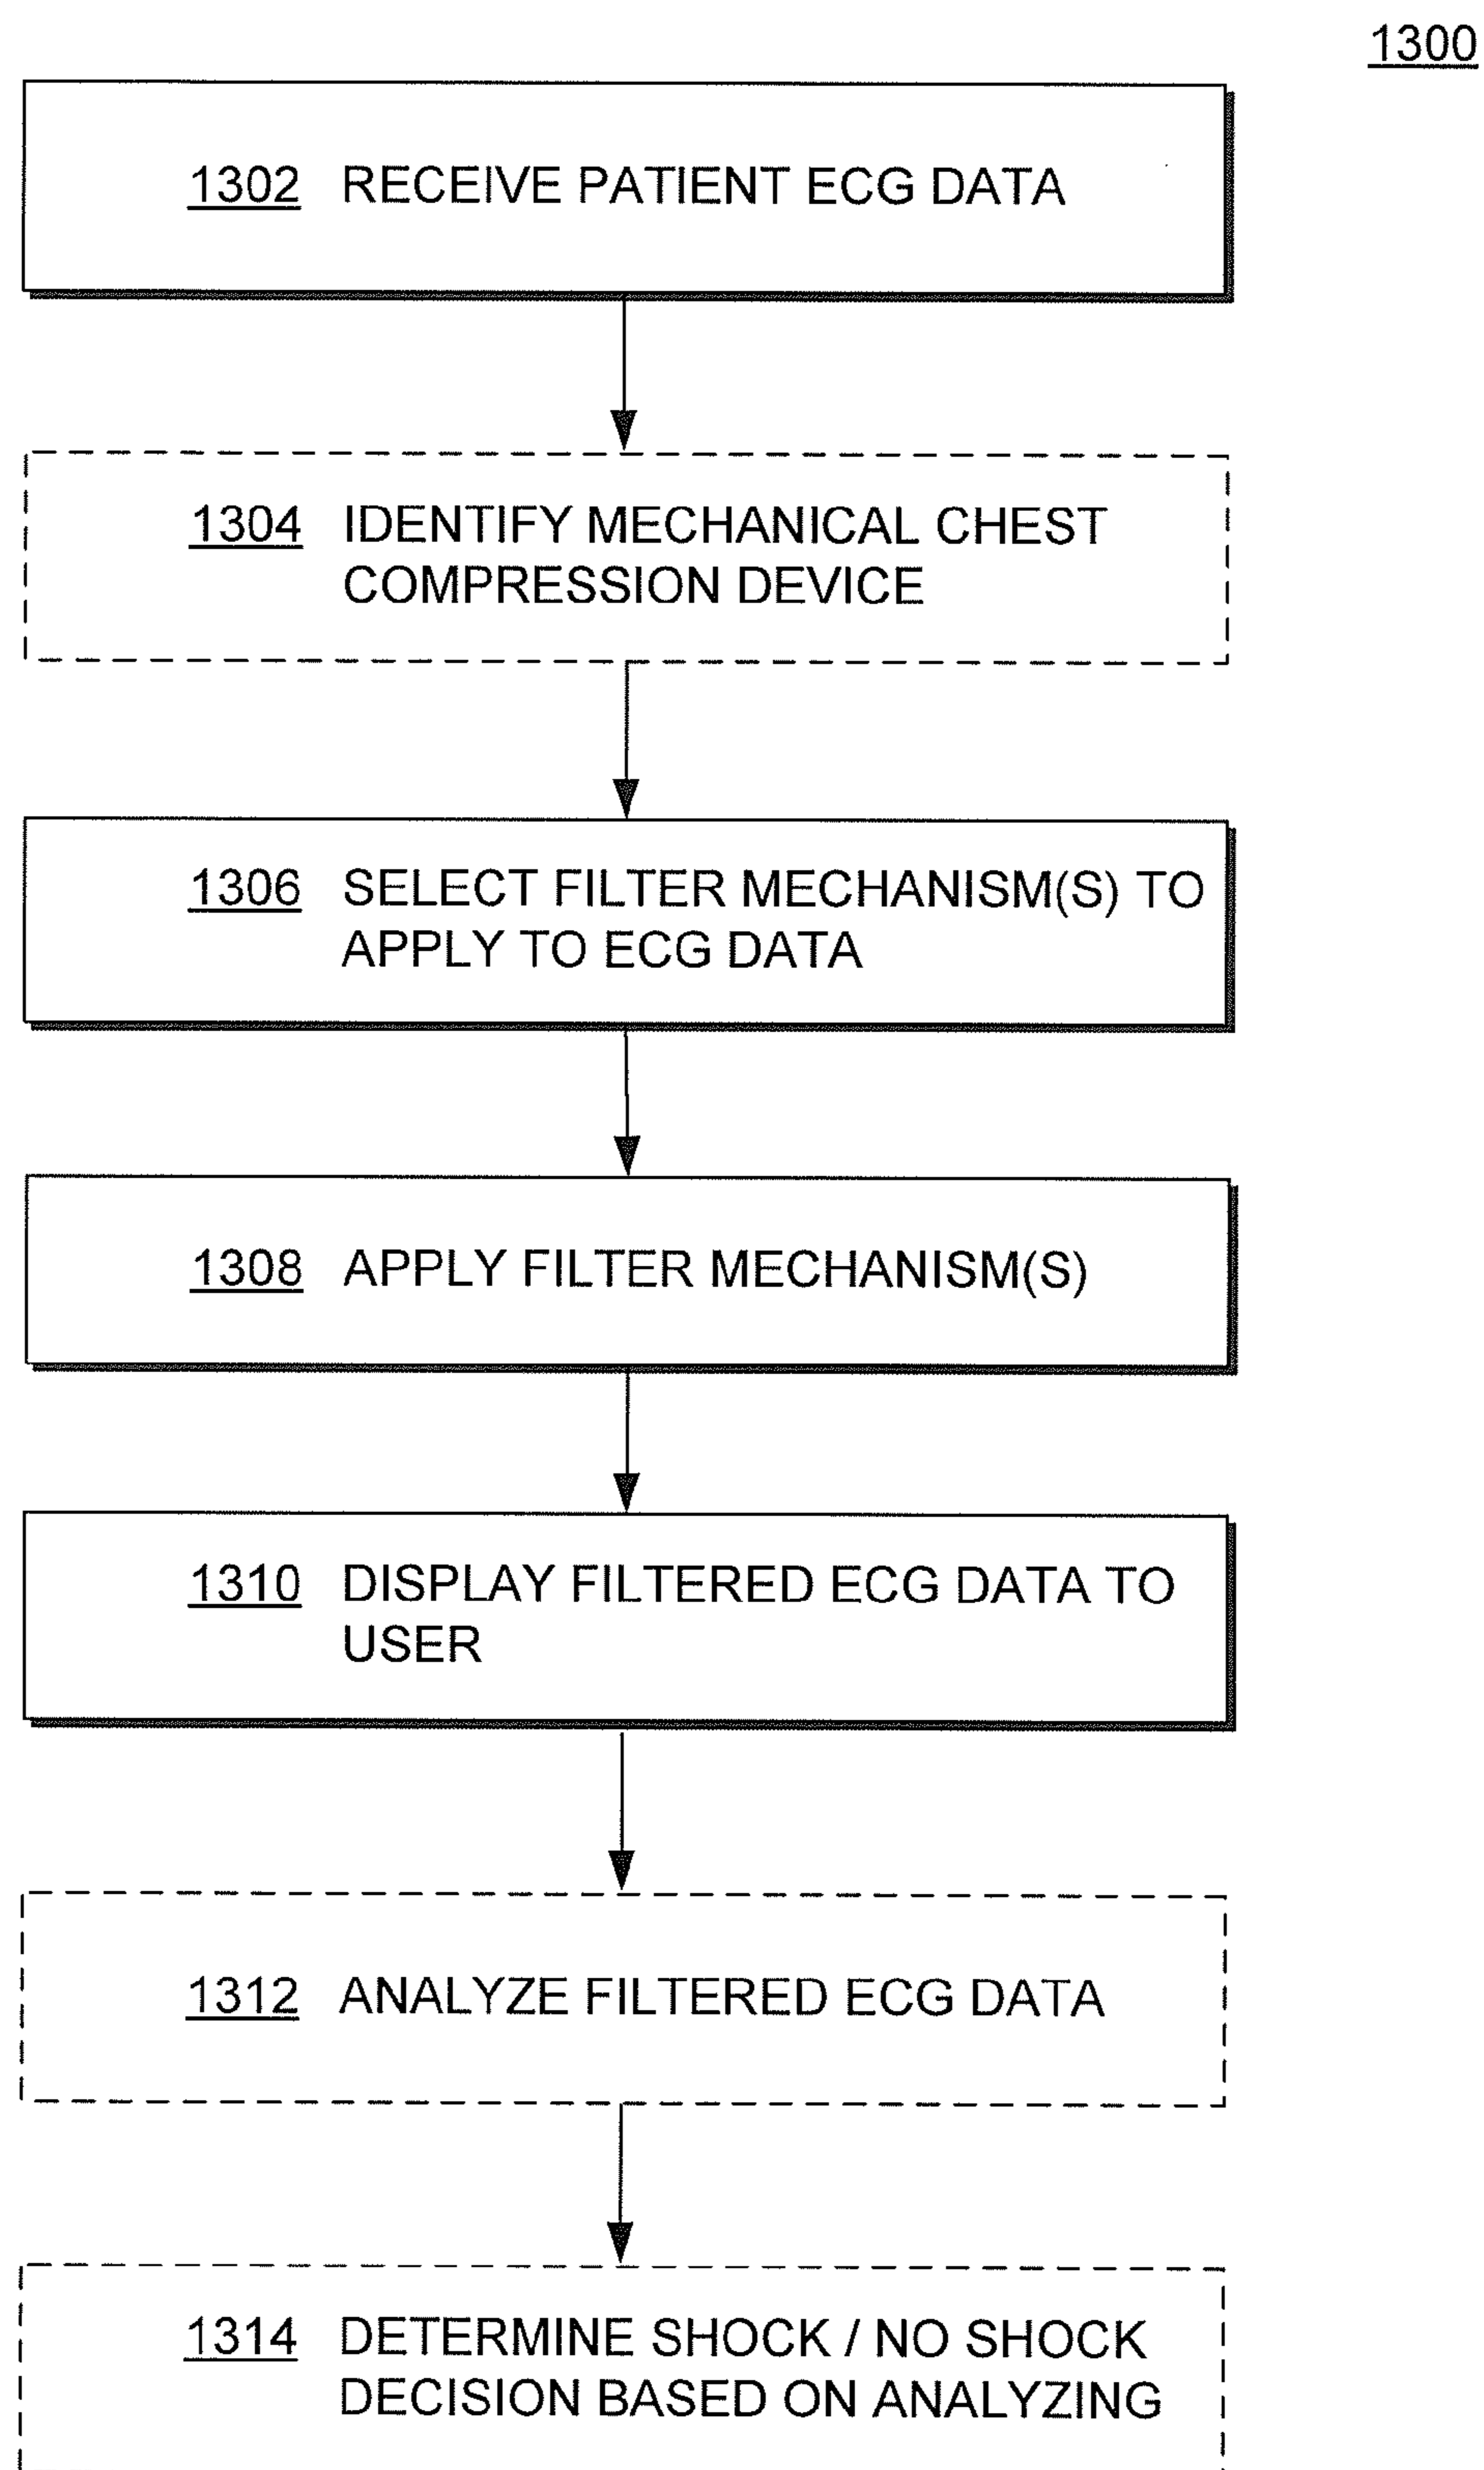 1300
1302 RECEIVE PATIENT ECG DATA
1304 IDENTIFY MECHANICAL CHEST
COMPRESSION DEVICE
1306 SELECT FILTER MECHANISM(S) TO
APPLY TO ECG DATA
1308 APPLY FILTER MECHANISM(S)
1310 DISPLAY FILTERED ECG DATA TO
USER
1312 ANALYZE FILTERED ECG DATA
1314 DETERMINE SHOCK / NO SHOCK
DECISION BASED ON ANALYZING